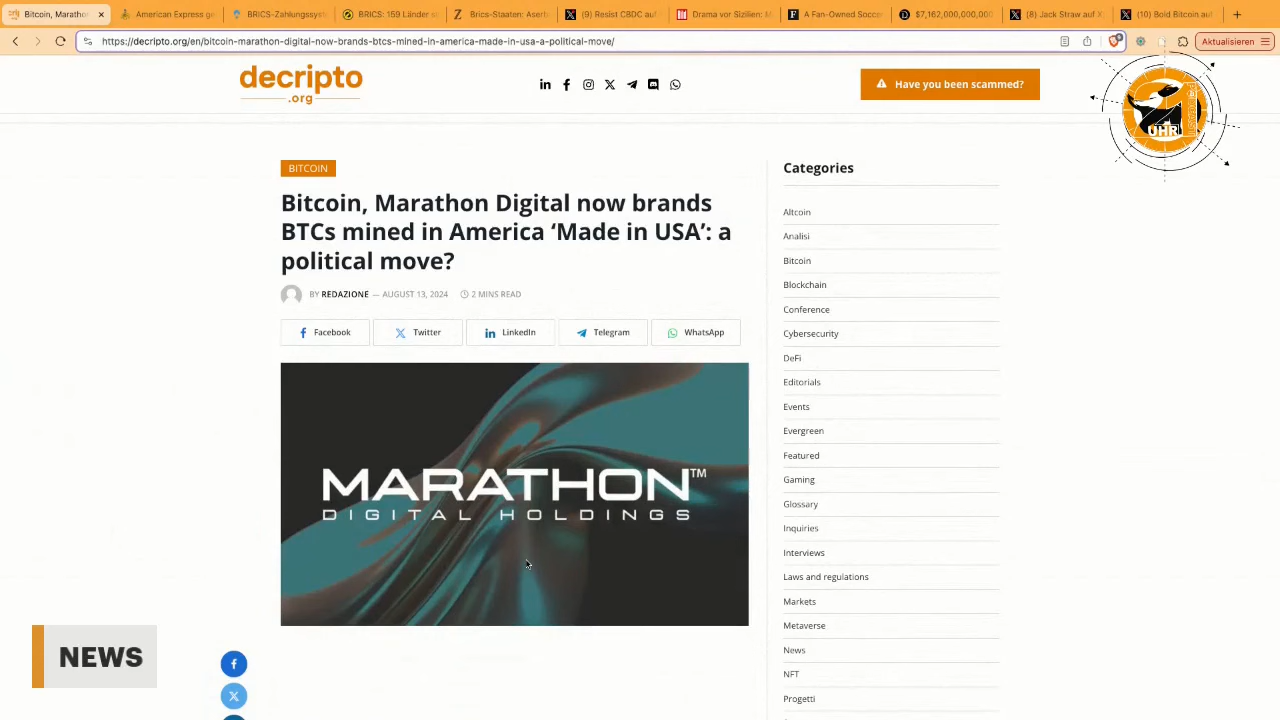 Bitcoin, Marathon
American Express ge
BRICS-Zahlungssyst
BRICS: 159 Länder s
Brics-Staaten: Aserb
(9) Resist CBDC auf
Drama vor Sizilien: M
A Fan-Owned Soccer
$7,162,000,000,000
(8) Jack Straw auf X
(10) Bold Bitcoin auf
https://decripto.org/en/bitcoin-marathon-digital-now-brands-btcs-mined-in-america-made-in-usa-a-political-move/
Aktualisieren
decripto
.org
Have you been scammed?
UHR
BITCOIN
Bitcoin, Marathon Digital now brands
BTCs mined in America ‘Made in USA’: a
political move?
BY REDAZIONE — AUGUST 13, 2024 2 MINS READ
Facebook
Twitter
LinkedIn
Telegram
WhatsApp
MARATHON™
DIGITAL HOLDINGS
Categories
Altcoin
Analisi
Bitcoin
Blockchain
Conference
Cybersecurity
DeFi
Editorials
Events
Evergreen
Featured
Gaming
Glossary
Inquiries
Interviews
Laws and regulations
Markets
Metaverse
News
NFT
Progetti
NEWS